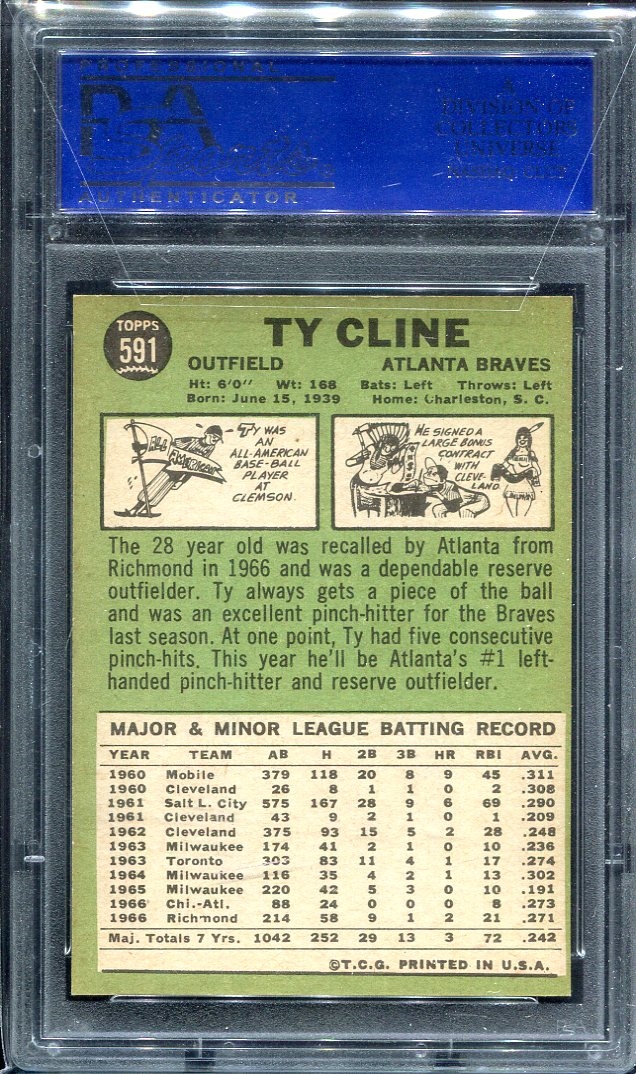 PROFESSIONAL
PSA
Sports
AUTHENTICATOR
A
DIVISION OF
COLLECTORS
UNIVERSE
NASDAQ: CLCT
TOPPS
591
TY CLINE
OUTFIELD ATLANTA BRAVES
Ht: 6'0" Wt: 168 Bats: Left Throws: Left
Born: June 15, 1939 Home: Charleston, S. C.
ALL
AMERICAN
TY WAS
AN
ALL-AMERICAN
BASE-BALL
PLAYER
AT
CLEMSON.
HE SIGNED A
LARGE BONUS
CONTRACT
WITH
CLEVE-
LAND.
The 28 year old was recalled by Atlanta from
Richmond in 1966 and was a dependable reserve
outfielder. Ty always gets a piece of the ball
and was an excellent pinch-hitter for the Braves
last season. At one point, Ty had five consecutive
pinch-hits. This year he'll be Atlanta's #1 left-
handed pinch-hitter and reserve outfielder.
MAJOR & MINOR LEAGUE BATTING RECORD
YEAR TEAM AB H 2B 3B HR RBI AVG.
1960 Mobile 379 118 20 8 9 45 .311
1960 Cleveland 26 8 1 1 0 2 .308
1961 Salt L. City 575 167 28 9 6 69 .290
1961 Cleveland 43 9 2 1 0 1 .209
1962 Cleveland 375 93 15 5 2 28 .248
1963 Milwaukee 174 41 2 1 0 10 .236
1963 Toronto 303 83 11 4 1 17 .274
1964 Milwaukee 116 35 4 2 1 13 .302
1965 Milwaukee 220 42 5 3 0 10 .191
1966 Chi.-Atl. 88 24 0 0 0 8 .273
1966 Richmond 214 58 9 1 2 21 .271
Maj. Totals 7 Yrs. 1042 252 29 13 3 72 .242
©T.C.G. PRINTED IN U.S.A.